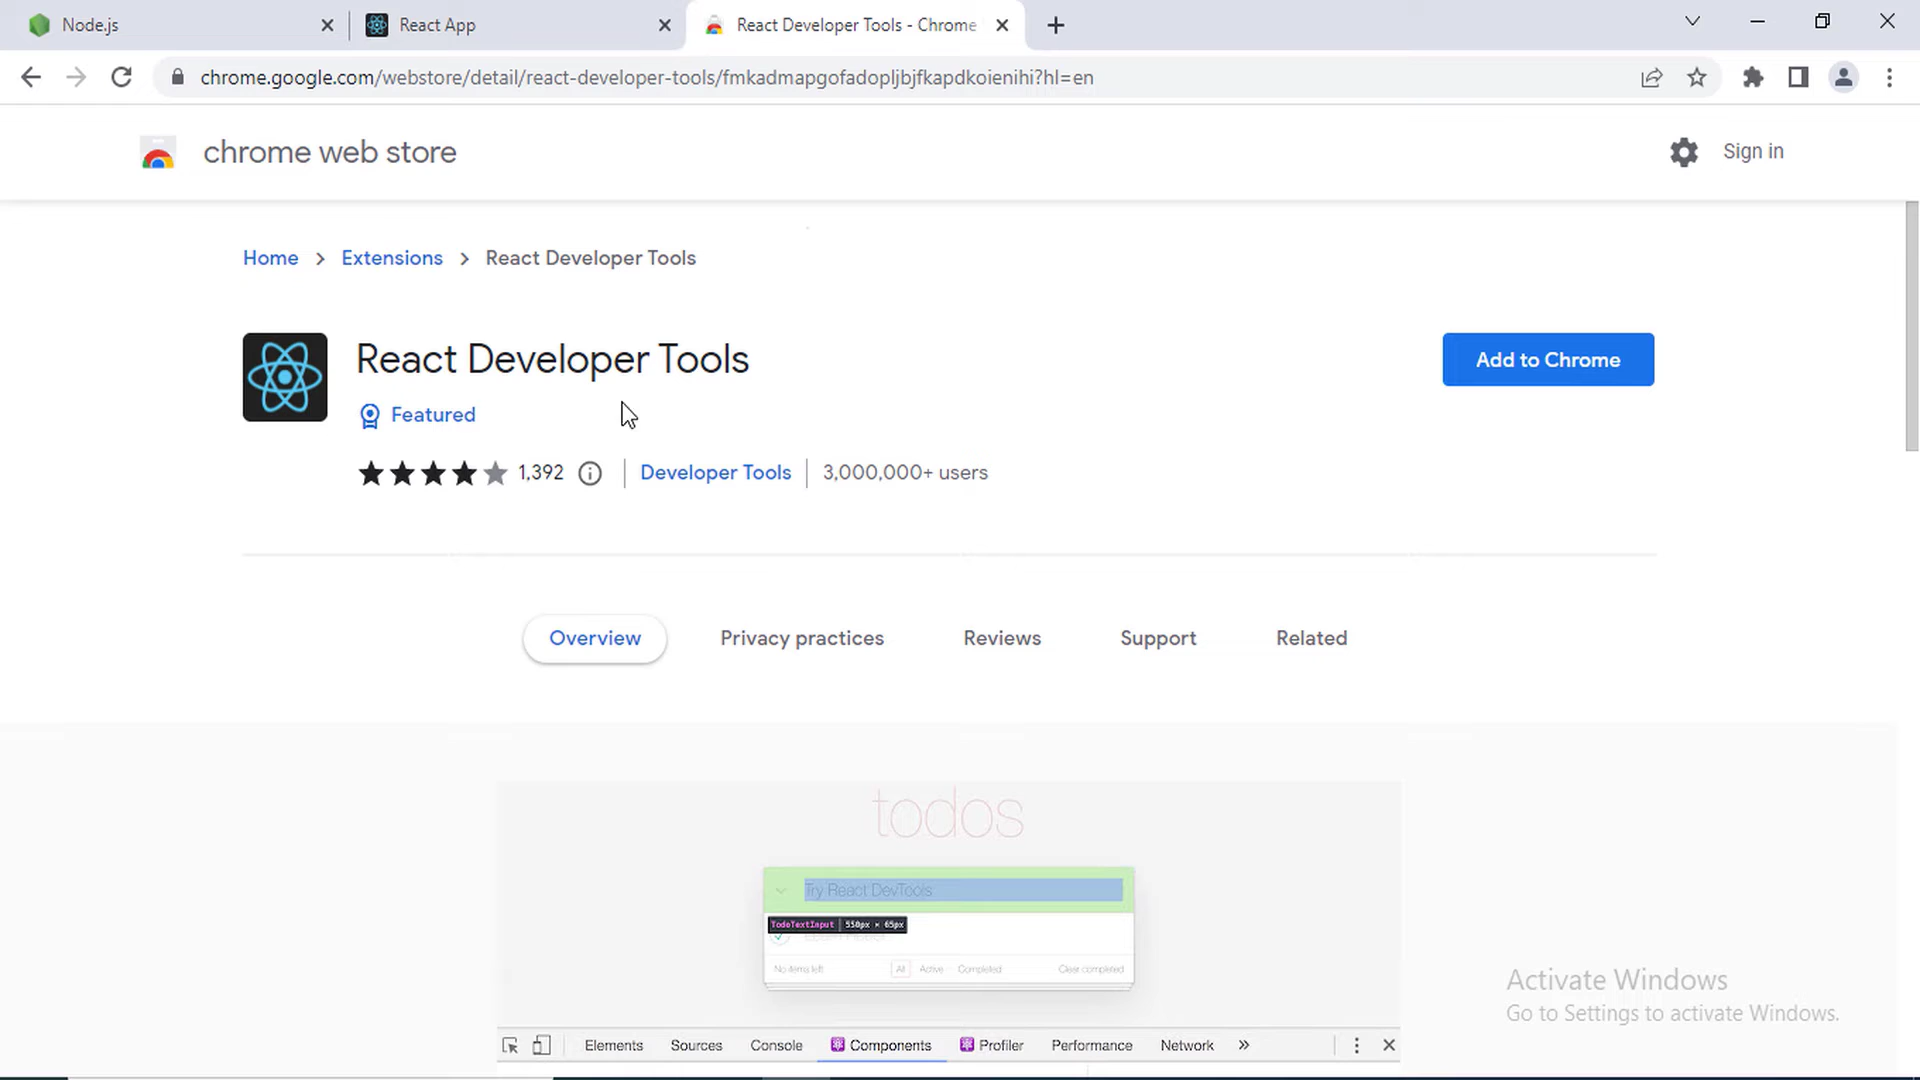 Node.js
React App
React Developer Tools - Chrome
chrome.google.com/webstore/detail/react-developer-tools/fmkadmapgofadopljbjfkapdkoienihi?hl=en
chrome web store
Sign in
Home > Extensions > React Developer Tools
React Developer Tools
Add to Chrome
Featured
1,392
Developer Tools
3,000,000+ users
Overview
Privacy practices
Reviews
Support
Related
todos
Try React DevTools
TodoTextInput | 550px × 65px
No items left
All
Active
Completed
Clear completed
Activate Windows
Go to Settings to activate Windows.
Elements
Sources
Console
Components
Profiler
Performance
Network